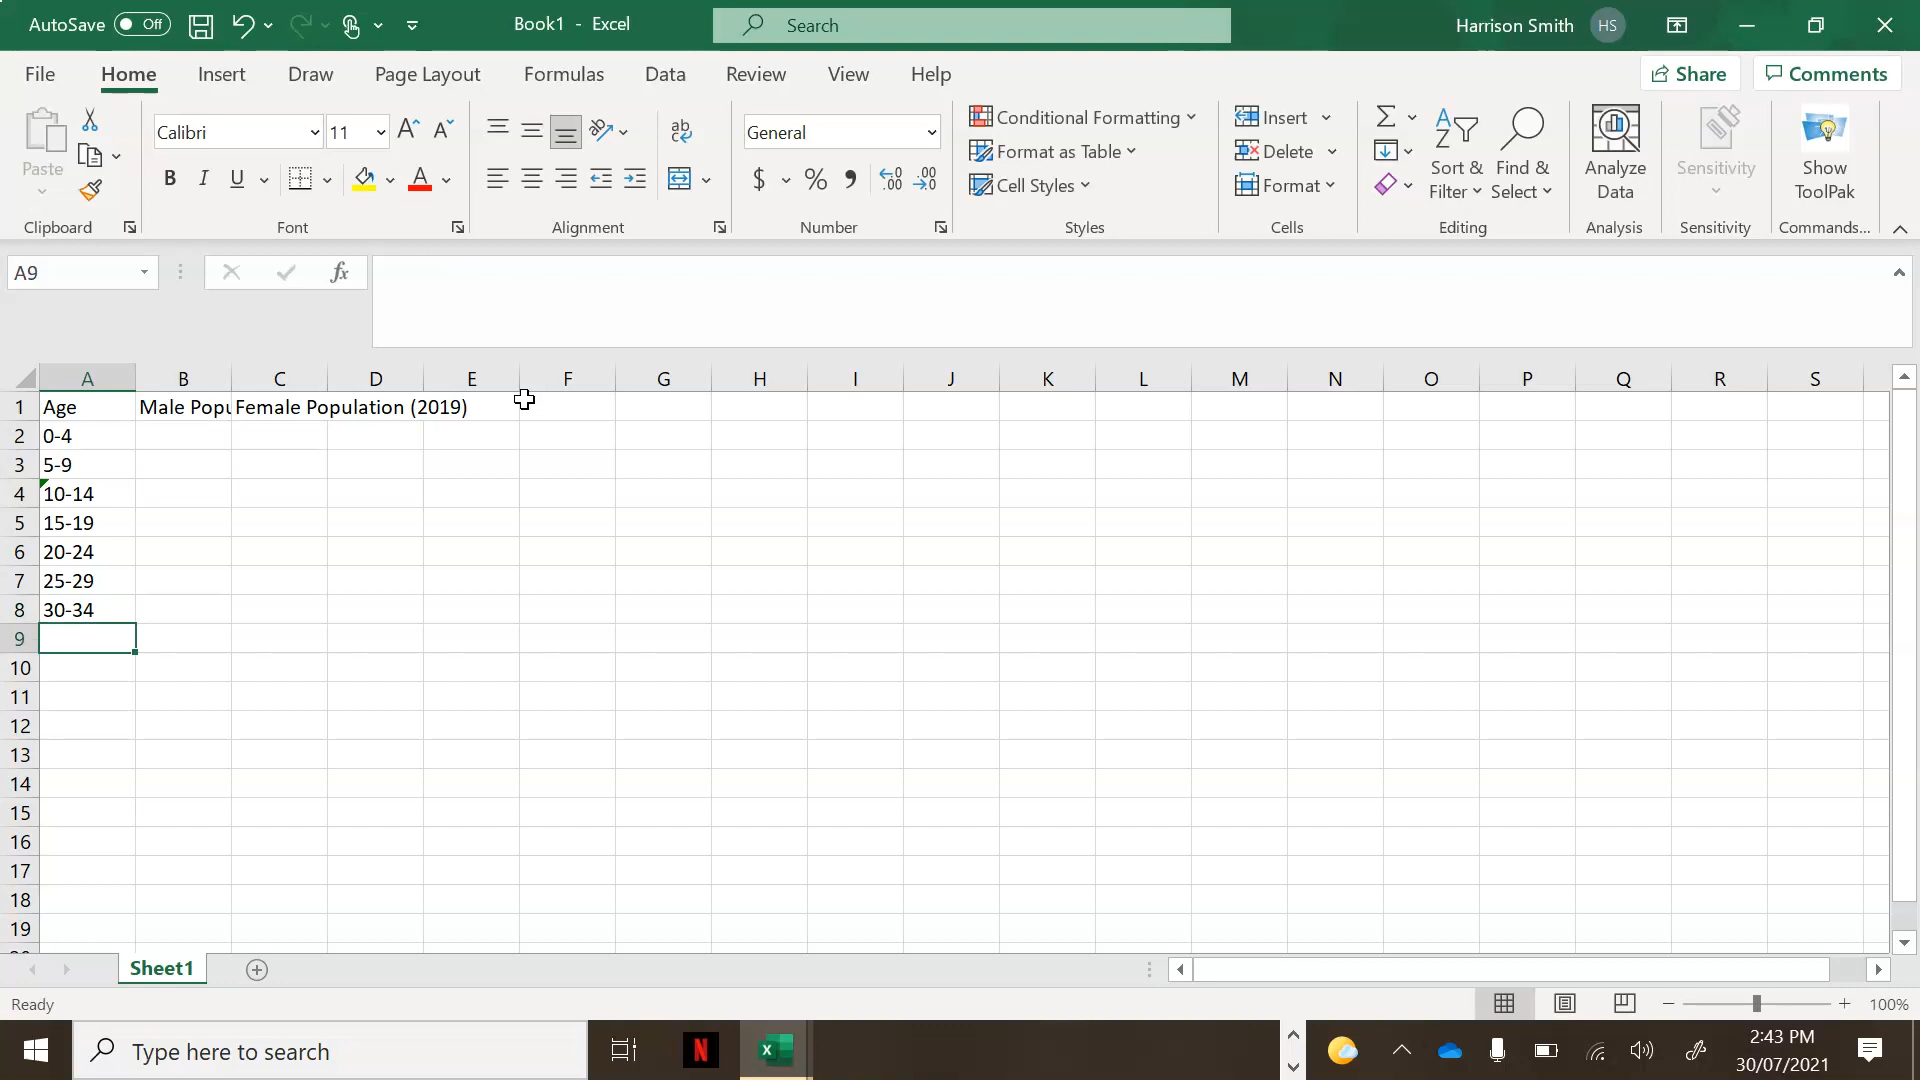 AutoSave Off
Book1 - Excel
Search
Harrison Smith HS
File Home Insert Draw Page Layout Formulas Data Review View Help
Share Comments
Paste
Clipboard
Calibri 11
B I U A
Font
ab
Alignment
General
$ % 9 .00
Number
Conditional Formatting
Format as Table
Cell Styles
Styles
Insert
Delete
Format
Cells
Sort & Filter
Find & Select
Editing
Analyze Data
Analysis
Sensitivity
Sensitivity
Show ToolPak
Commands...
A9
fx
A B C D E F G H I J K L M N O P Q R S
1 Age Male Popu Female Population (2019)
2 0-4
3 5-9
4 10-14
5 15-19
6 20-24
7 25-29
8 30-34
9
10
11
12
13
14
15
16
17
18
19
Sheet1
Ready
100%
Type here to search
N
X
2:43 PM
30/07/2021